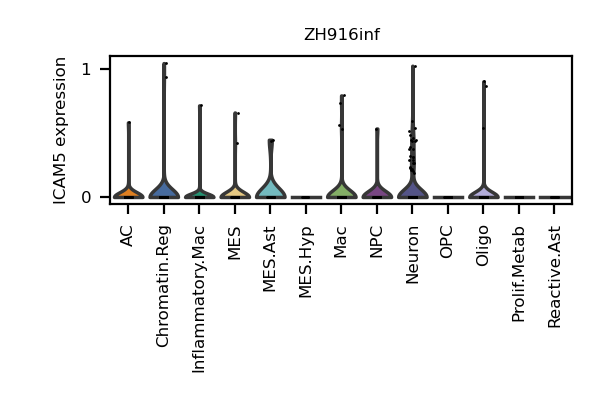 ZH916inf
ICAM5 expression
1
0
AC
Chromatin.Reg
Inflammatory.Mac
MES
MES.Ast
MES.Hyp
Mac
NPC
Neuron
OPC
Oligo
Prolif.Metab
Reactive.Ast